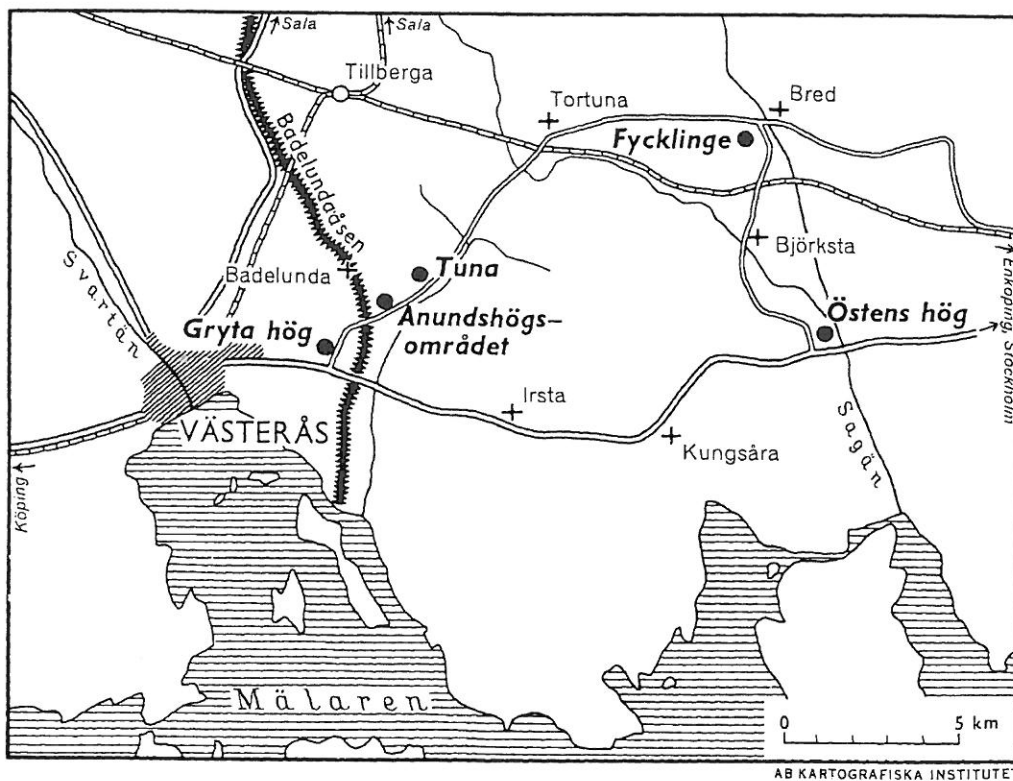 Sala
Sala
Tillberga
Tortuna
Bred
Fycklinge
Badelundaåsen
Svartån
Badelunda
Tuna
Björksta
Anundshögs-
området
Gryta hög
Östens hög
Enköping, Stockholm
Irsta
VÄSTERÅS
Kungsåra
Sagån
Köping
Mälaren
0 5 km
AB KARTOGRAFISKA INSTITUTET